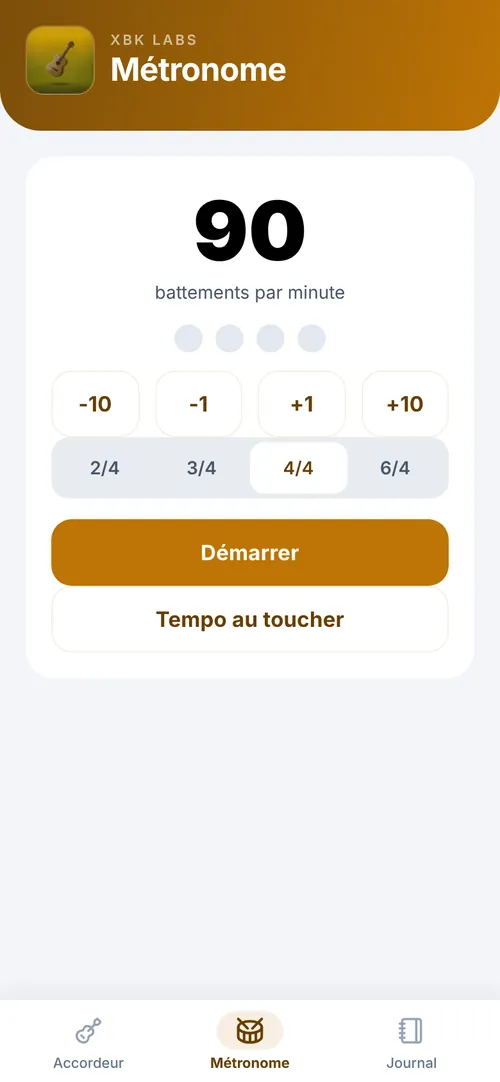 XBK LABS
Métronome
90
battements par minute
-10 -1 +1 +10
2/4 3/4 4/4 6/4
Démarrer
Tempo au toucher
Accordeur Métronome Journal